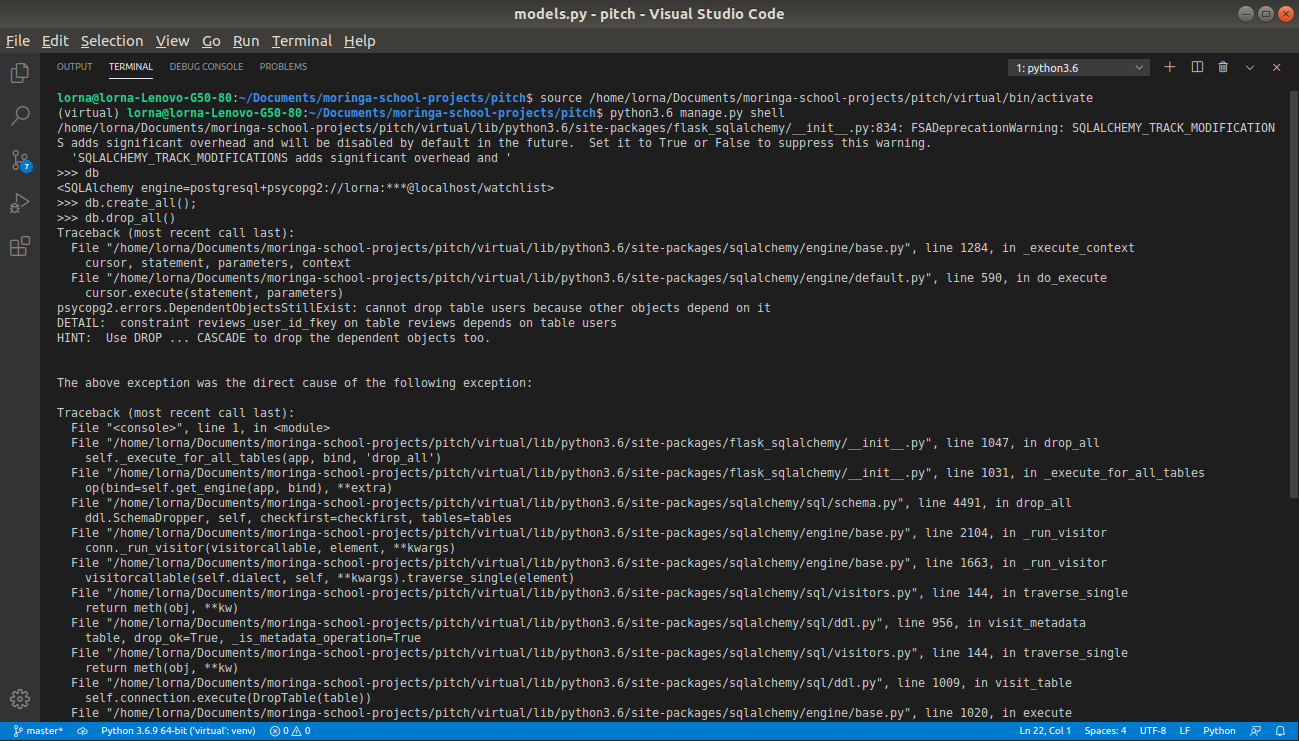 models.py - pitch - Visual Studio Code
File Edit Selection View Go Run Terminal Help
OUTPUT TERMINAL DEBUG CONSOLE PROBLEMS 1: python3.6
lorna@lorna-Lenovo-G50-80:~/Documents/moringa-school-projects/pitch$ source /home/lorna/Documents/moringa-school-projects/pitch/virtual/bin/activate
(virtual) lorna@lorna-Lenovo-G50-80:~/Documents/moringa-school-projects/pitch$ python3.6 manage.py shell
/home/lorna/Documents/moringa-school-projects/pitch/virtual/lib/python3.6/site-packages/flask_sqlalchemy/__init__.py:834: FSADeprecationWarning: SQLALCHEMY_TRACK_MODIFICATION
S adds significant overhead and will be disabled by default in the future.  Set it to True or False to suppress this warning.
  'SQLALCHEMY_TRACK_MODIFICATIONS adds significant overhead and '
>>> db
<SQLAlchemy engine=postgresql+psycopg2://lorna:***@localhost/watchlist>
>>> db.create_all();
>>> db.drop_all()
Traceback (most recent call last):
  File "/home/lorna/Documents/moringa-school-projects/pitch/virtual/lib/python3.6/site-packages/sqlalchemy/engine/base.py", line 1284, in _execute_context
    cursor, statement, parameters, context
  File "/home/lorna/Documents/moringa-school-projects/pitch/virtual/lib/python3.6/site-packages/sqlalchemy/engine/default.py", line 590, in do_execute
    cursor.execute(statement, parameters)
psycopg2.errors.DependentObjectsStillExist: cannot drop table users because other objects depend on it
DETAIL:  constraint reviews_user_id_fkey on table reviews depends on table users
HINT:  Use DROP ... CASCADE to drop the dependent objects too.
The above exception was the direct cause of the following exception:
Traceback (most recent call last):
  File "<console>", line 1, in <module>
  File "/home/lorna/Documents/moringa-school-projects/pitch/virtual/lib/python3.6/site-packages/flask_sqlalchemy/__init__.py", line 1047, in drop_all
    self._execute_for_all_tables(app, bind, 'drop_all')
  File "/home/lorna/Documents/moringa-school-projects/pitch/virtual/lib/python3.6/site-packages/flask_sqlalchemy/__init__.py", line 1031, in _execute_for_all_tables
    op(bind=self.get_engine(app, bind), **extra)
  File "/home/lorna/Documents/moringa-school-projects/pitch/virtual/lib/python3.6/site-packages/sqlalchemy/sql/schema.py", line 4491, in drop_all
    ddl.SchemaDropper, self, checkfirst=checkfirst, tables=tables
  File "/home/lorna/Documents/moringa-school-projects/pitch/virtual/lib/python3.6/site-packages/sqlalchemy/engine/base.py", line 2104, in _run_visitor
    conn._run_visitor(visitorcallable, element, **kwargs)
  File "/home/lorna/Documents/moringa-school-projects/pitch/virtual/lib/python3.6/site-packages/sqlalchemy/engine/base.py", line 1663, in _run_visitor
    visitorcallable(self.dialect, self, **kwargs).traverse_single(element)
  File "/home/lorna/Documents/moringa-school-projects/pitch/virtual/lib/python3.6/site-packages/sqlalchemy/sql/visitors.py", line 144, in traverse_single
    return meth(obj, **kw)
  File "/home/lorna/Documents/moringa-school-projects/pitch/virtual/lib/python3.6/site-packages/sqlalchemy/sql/ddl.py", line 956, in visit_metadata
    table, drop_ok=True, _is_metadata_operation=True
  File "/home/lorna/Documents/moringa-school-projects/pitch/virtual/lib/python3.6/site-packages/sqlalchemy/sql/visitors.py", line 144, in traverse_single
    return meth(obj, **kw)
  File "/home/lorna/Documents/moringa-school-projects/pitch/virtual/lib/python3.6/site-packages/sqlalchemy/sql/ddl.py", line 1009, in visit_table
    self.connection.execute(DropTable(table))
  File "/home/lorna/Documents/moringa-school-projects/pitch/virtual/lib/python3.6/site-packages/sqlalchemy/engine/base.py", line 1020, in execute
7
master* Python 3.6.9 64-bit ('virtual': venv) 0 0 Ln 22, Col 1 Spaces: 4 UTF-8 LF Python